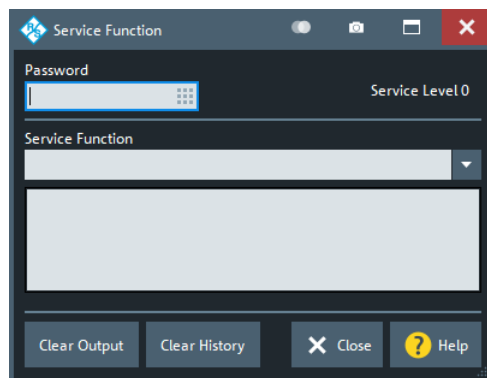 Service Function
Password
Service Level 0
Service Function
Clear Output
Clear History
Close
Help